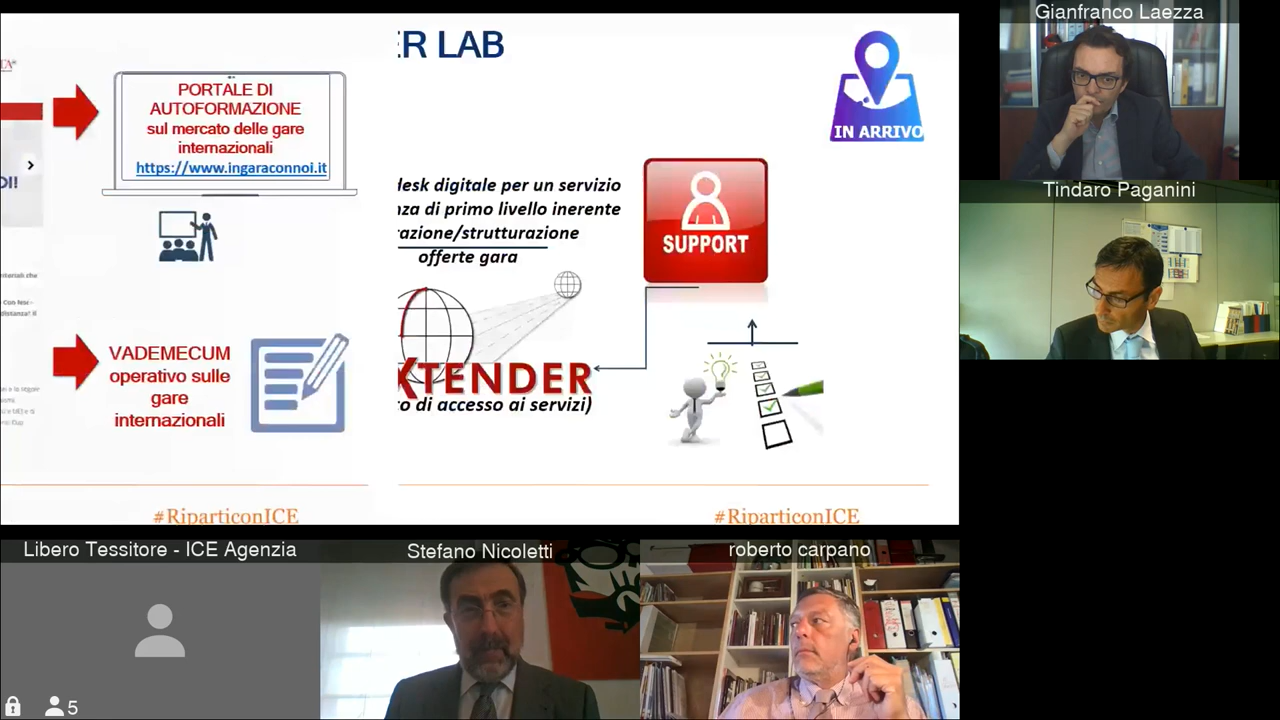 Gianfranco Laezza
ER LAB
IN ARRIVO
PORTALE DI
AUTOFORMAZIONE
sul mercato delle gare
internazionali
https://www.ingaraconnoi.it
desk digitale per un servizio
nza di primo livello inerente
razione/strutturazione
offerte gara
SUPPORT
Tindaro Paganini
VADEMECUM
operativo sulle
gare
internazionali
XTENDER
o di accesso ai servizi)
#RiparticonICE
#RiparticonICE
Libero Tessitore - ICE Agenzia
Stefano Nicoletti
roberto carpano
5